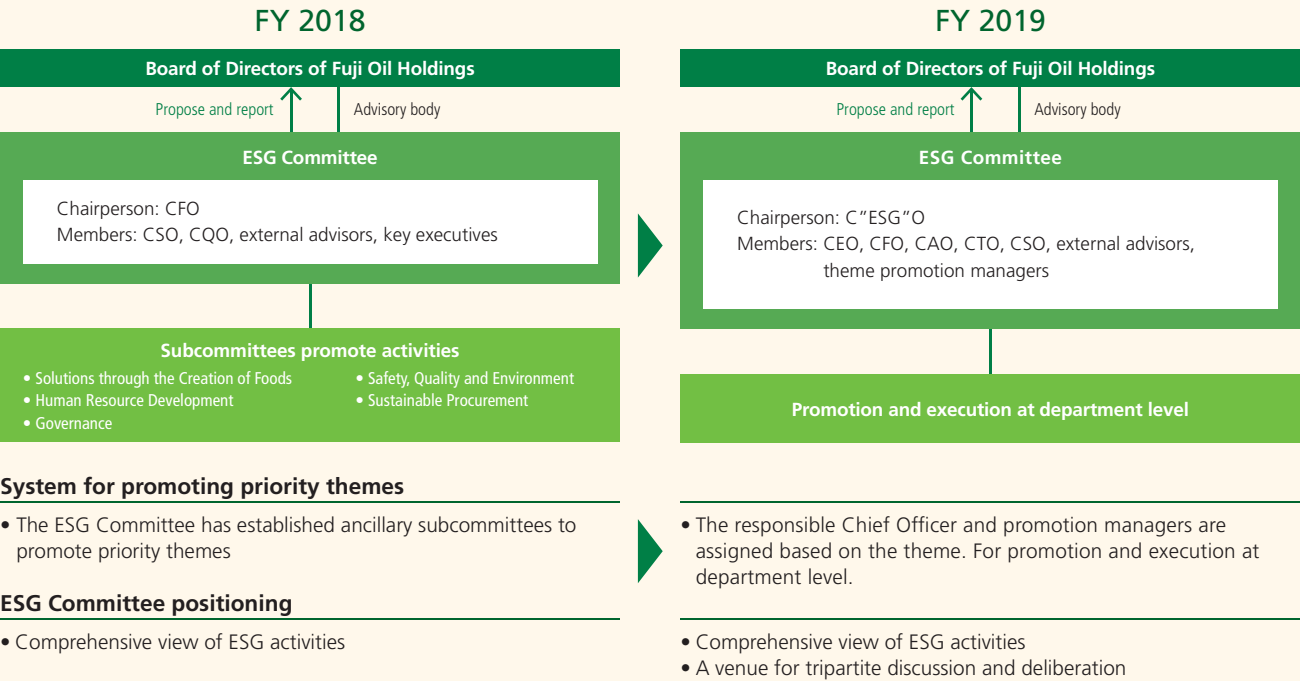 FY 2018
Board of Directors of Fuji Oil Holdings
Propose and report
Advisory body
ESG Committee
Chairperson: CFO
Members: CSO, CQO, external advisors, key executives
Subcommittees promote activities
• Solutions through the Creation of Foods
• Human Resource Development
• Governance
• Safety, Quality and Environment
• Sustainable Procurement
FY 2019
Board of Directors of Fuji Oil Holdings
Propose and report
Advisory body
ESG Committee
Chairperson: C″ESG″O
Members: CEO, CFO, CAO, CTO, CSO, external advisors,
theme promotion managers
Promotion and execution at department level
System for promoting priority themes
• The ESG Committee has established ancillary subcommittees to
promote priority themes
• The responsible Chief Officer and promotion managers are
assigned based on the theme. For promotion and execution at
department level.
ESG Committee positioning
• Comprehensive view of ESG activities
• Comprehensive view of ESG activities
• A venue for tripartite discussion and deliberation